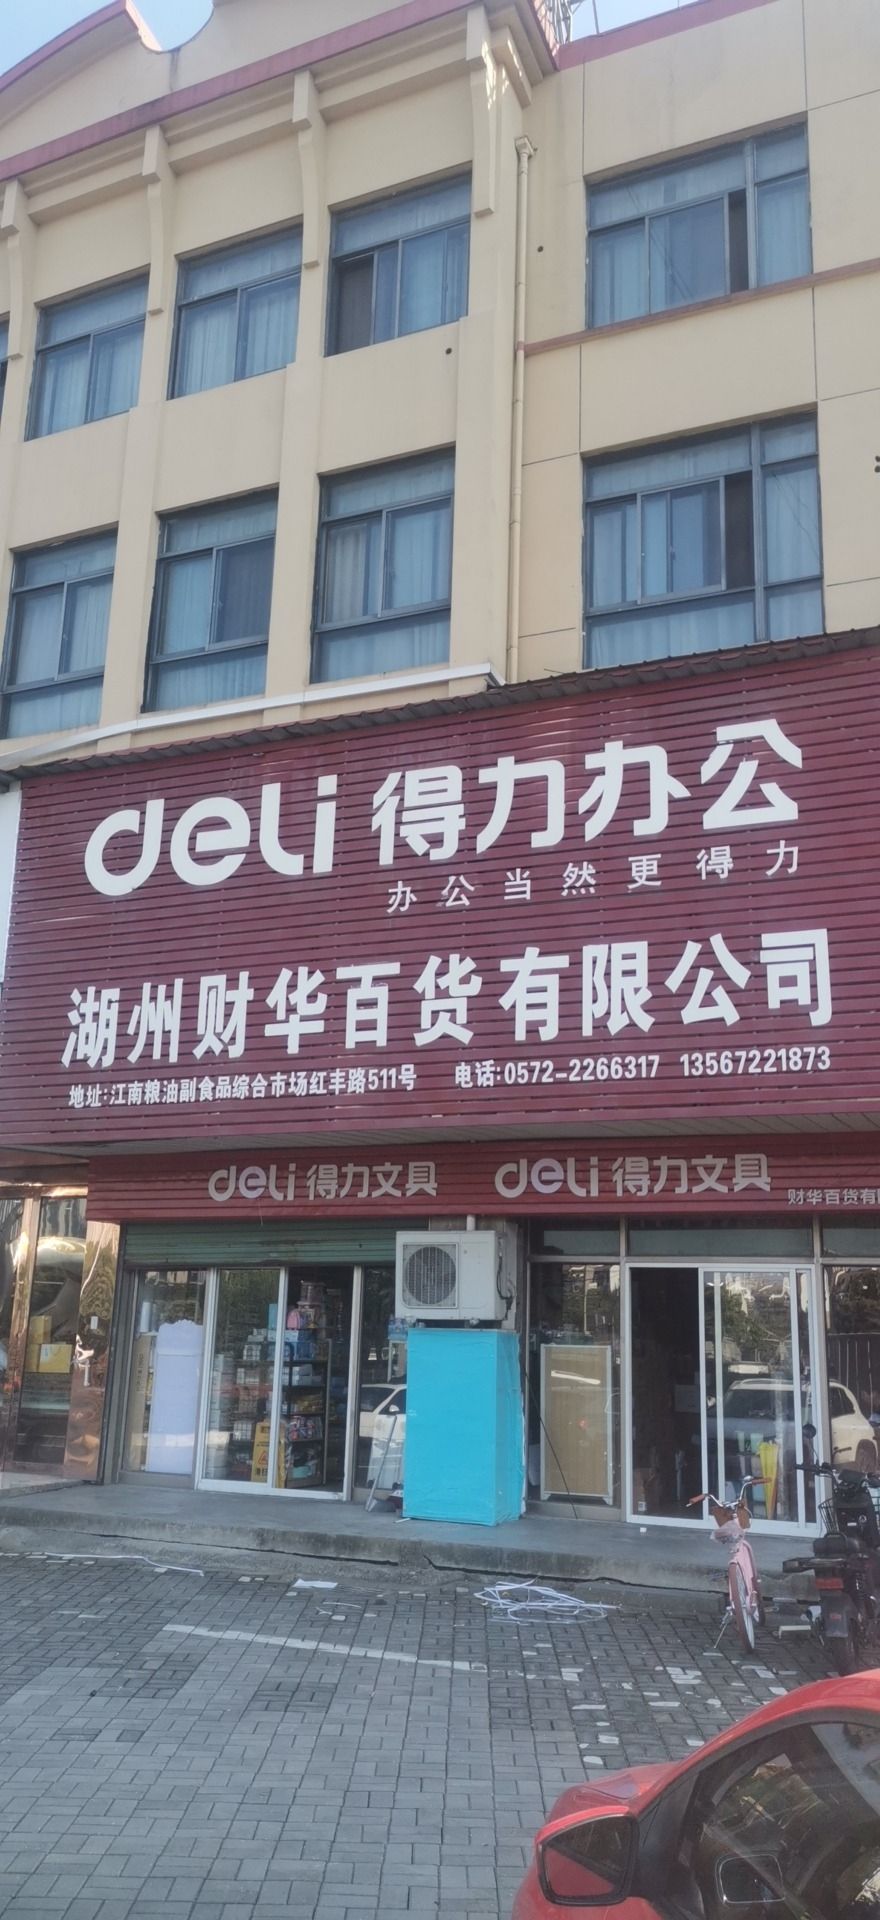 deli 得力办公
办公当然更得力
湖州财华百货有限公司
地址:江南粮油副食品综合市场红丰路511号 电话:0572-2266317 13567221873
deli 得力文具 deli 得力文具
财华百货有